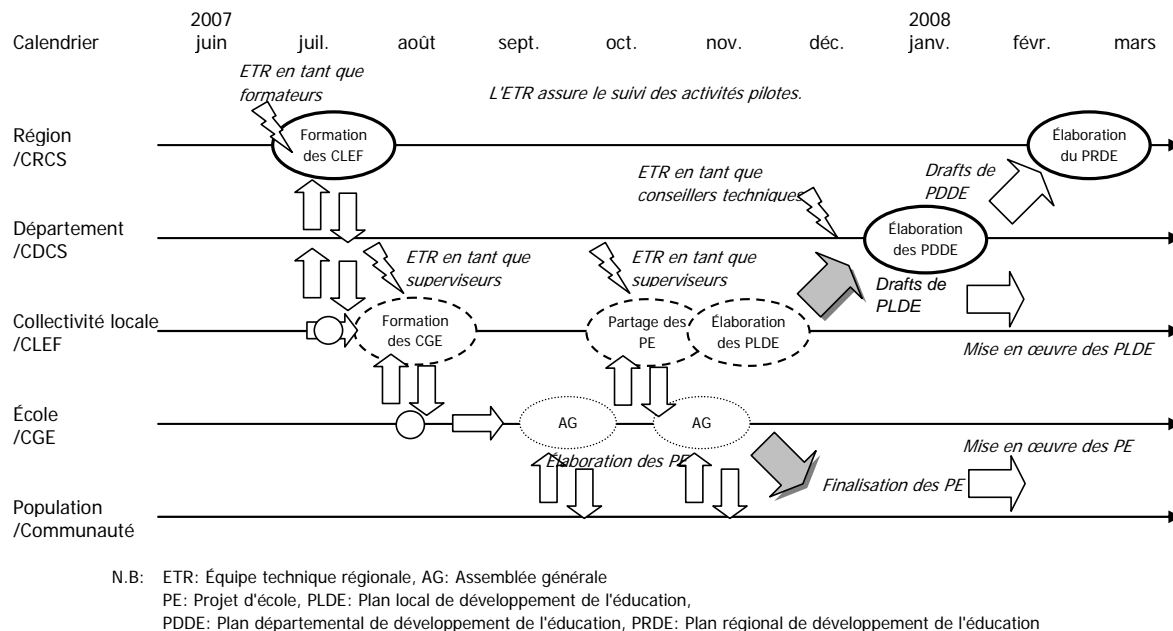 2007
2008
Calendrier
juin
juil.
août
sept.
oct.
nov.
déc.
janv.
févr.
mars
ETR en tant que
formateurs
L'ETR assure le suivi des activités pilotes.
Région
/CRCS
Formation
des CLEF
Élaboration
du PRDE
ETR en tant que
conseillers techniques
Drafts de
PDDE
Département
/CDCS
Élaboration
des PDDE
ETR en tant que
superviseurs
ETR en tant que
superviseurs
Drafts de
PLDE
Collectivité locale
/CLEF
Formation
des CGE
Partage des
PE
Élaboration
des PLDE
Mise en œuvre des PLDE
École
/CGE
AG
AG
Mise en œuvre des PE
Élaboration des PE
Finalisation des PE
Population
/Communauté
N.B: ETR: Équipe technique régionale, AG: Assemblée générale
PE: Projet d'école, PLDE: Plan local de développement de l'éducation,
PDDE: Plan départemental de développement de l'éducation, PRDE: Plan régional de développement de l'éducation